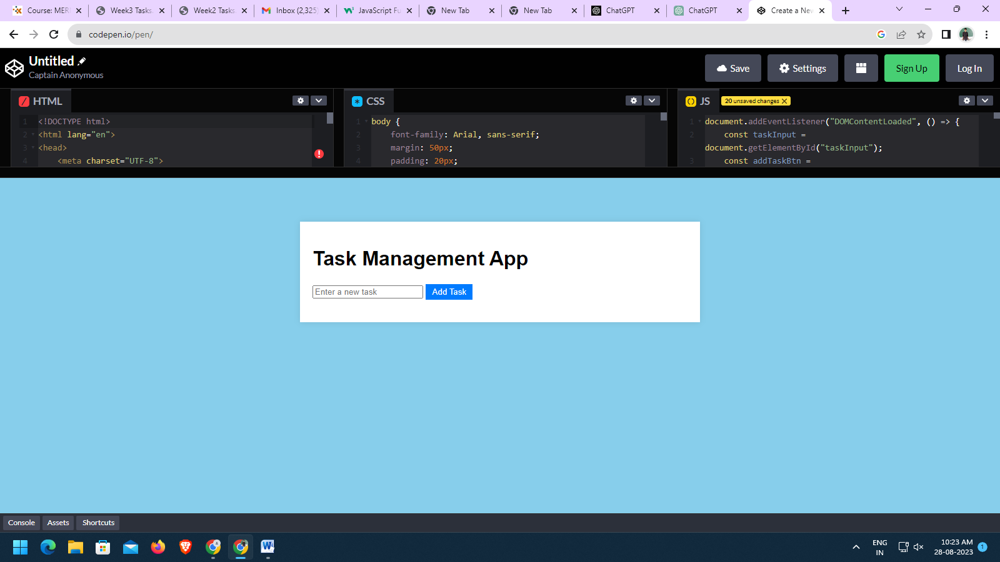 Course: MER
Week3 Tasks.
Week2 Tasks
Inbox (2,325)
JavaScript Fu
New Tab
New Tab
ChatGPT
ChatGPT
Create a New
codepen.io/pen/
Untitled
Captain Anonymous
Save
Settings
Sign Up
Log In
HTML
CSS
JS
20 unsaved changes
1 <!DOCTYPE html>
2 <html lang="en">
3 <head>
4 <meta charset="UTF-8">
1 body {
2 font-family: Arial, sans-serif;
3 margin: 50px;
4 padding: 20px;
1 document.addEventListener("DOMContentLoaded", () => {
2 const taskInput =
document.getElementById("taskInput");
3 const addTaskBtn =
Task Management App
Enter a new task
Add Task
Console
Assets
Shortcuts
ENG
IN
10:23 AM
28-08-2023
1